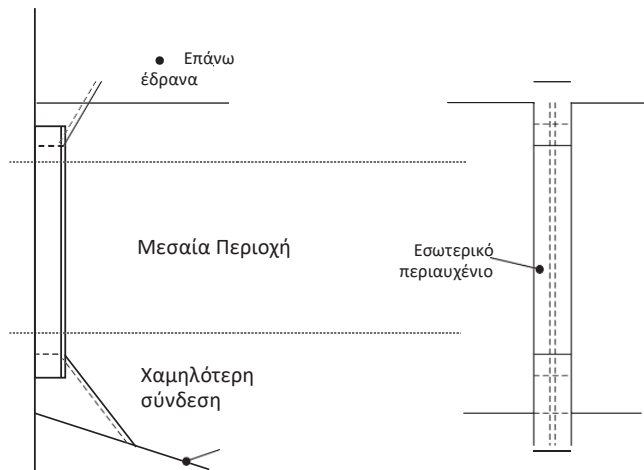 Επάνω
έδρανα
Μεσαία Περιοχή
Εσωτερικό
περιαυχένιο
Χαμηλότερη
σύνδεση